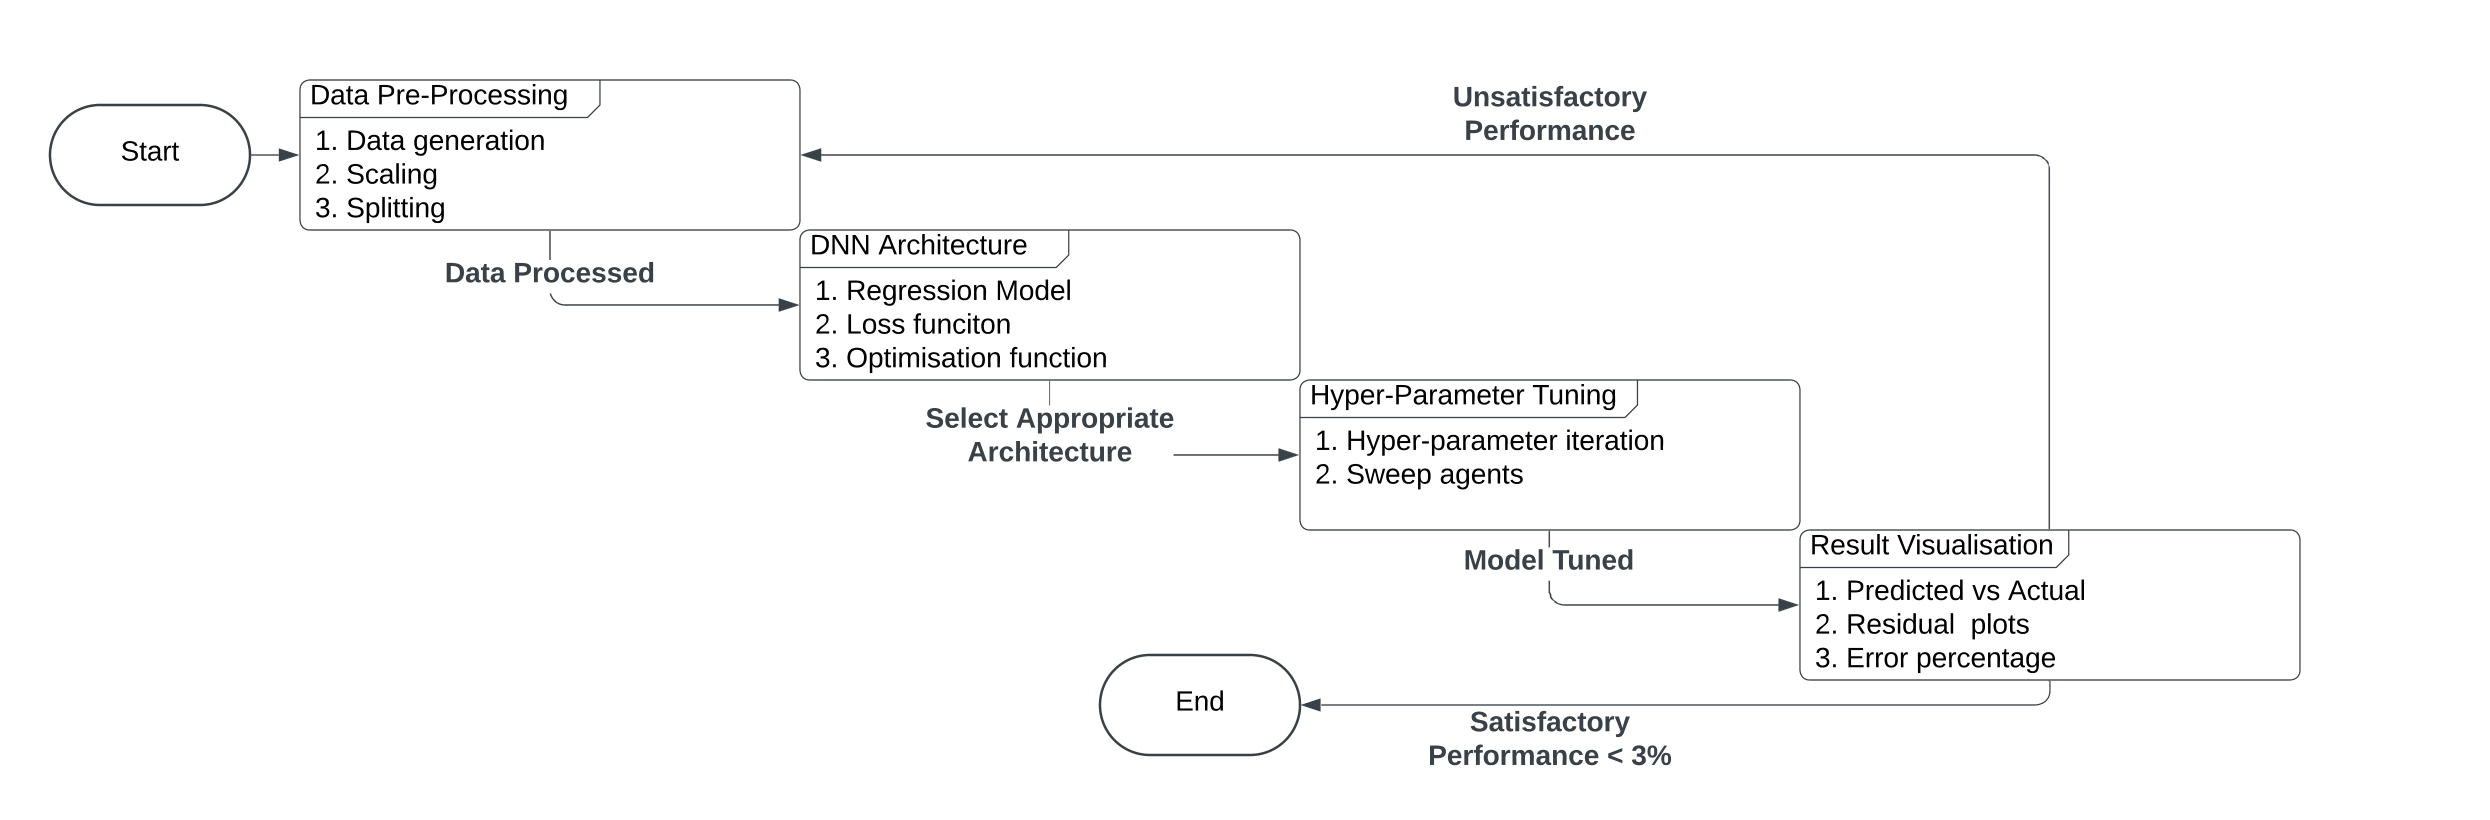 Start
Data Pre-Processing
1. Data generation
2. Scaling
3. Splitting
Unsatisfactory
Performance
Data Processed
DNN Architecture
1. Regression Model
2. Loss funciton
3. Optimisation function
Select Appropriate
Architecture
Hyper-Parameter Tuning
1. Hyper-parameter iteration
2. Sweep agents
Model Tuned
Result Visualisation
1. Predicted vs Actual
2. Residual  plots
3. Error percentage
End
Satisfactory
Performance < 3%